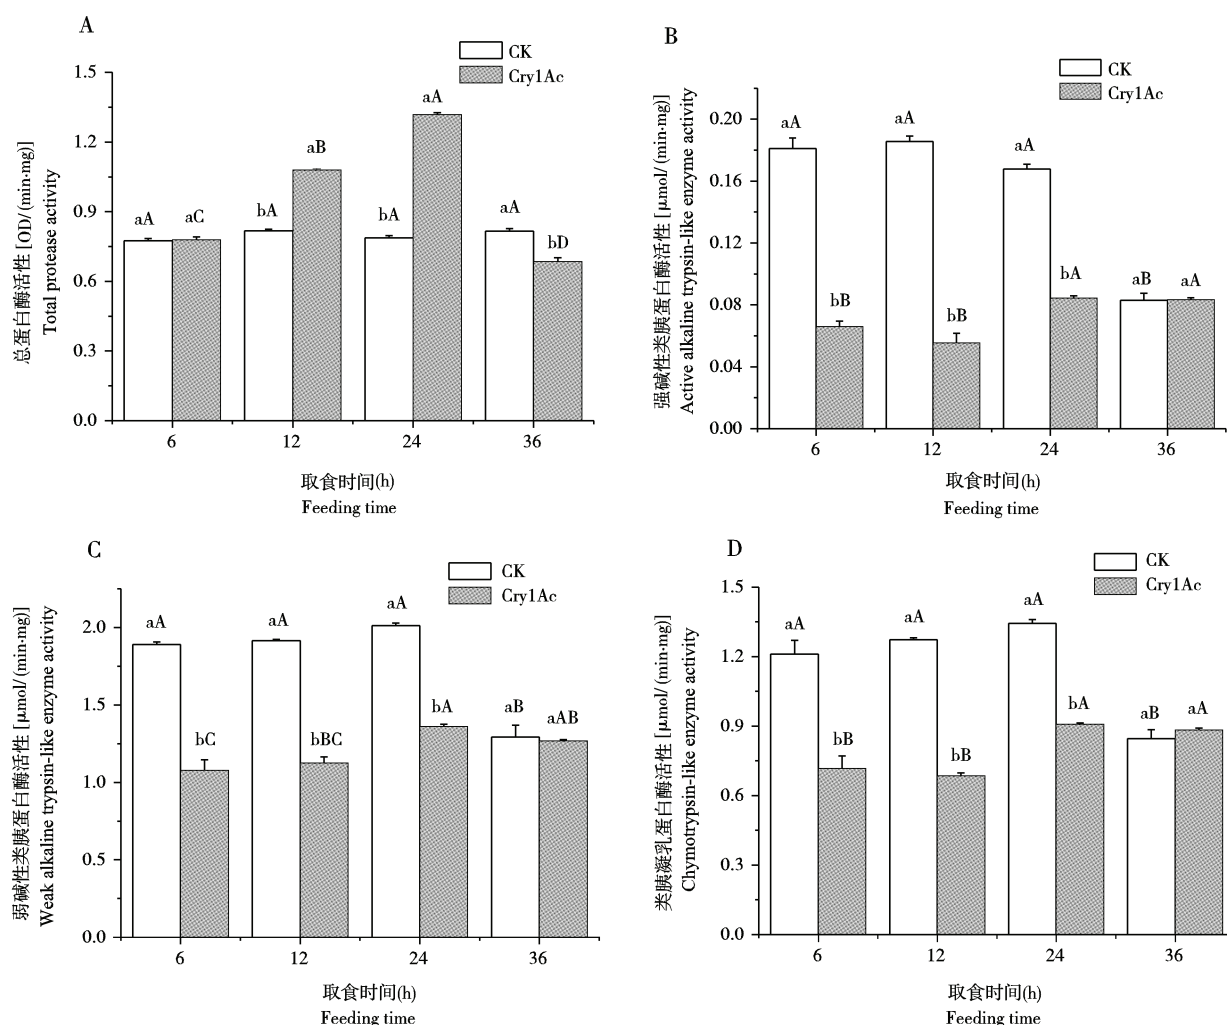 A
CK
Cry1Ac
总蛋白酶活性 [OD/(min·mg)]
Total protease activity
1.5
1.2
0.9
0.6
0.3
0.0
aA
aC
bA
aB
bA
aA
aA
bD
6
12
24
36
取食时间(h)
Feeding time
B
CK
Cry1Ac
强碱性类胰蛋白酶活性 [μmol/(min·mg)]
Active alkaline trypsin-like enzyme activity
0.20
0.16
0.12
0.08
0.04
0.00
aA
bB
aA
bB
aA
bA
aB
aA
6
12
24
36
取食时间(h)
Feeding time
C
CK
Cry1Ac
弱碱性类胰蛋白酶活性 [μmol/(min·mg)]
Weak alkaline trypsin-like enzyme activity
2.0
1.5
1.0
0.5
0.0
aA
bC
aA
bBC
aA
bA
aB
aAB
6
12
24
36
取食时间(h)
Feeding time
D
CK
Cry1Ac
类胰凝乳蛋白酶活性 [μmol/(min·mg)]
Chymotrypsin-like enzyme activity
1.5
1.2
0.9
0.6
0.3
0.0
aA
bB
aA
bB
aA
bA
aB
aA
6
12
24
36
取食时间(h)
Feeding time